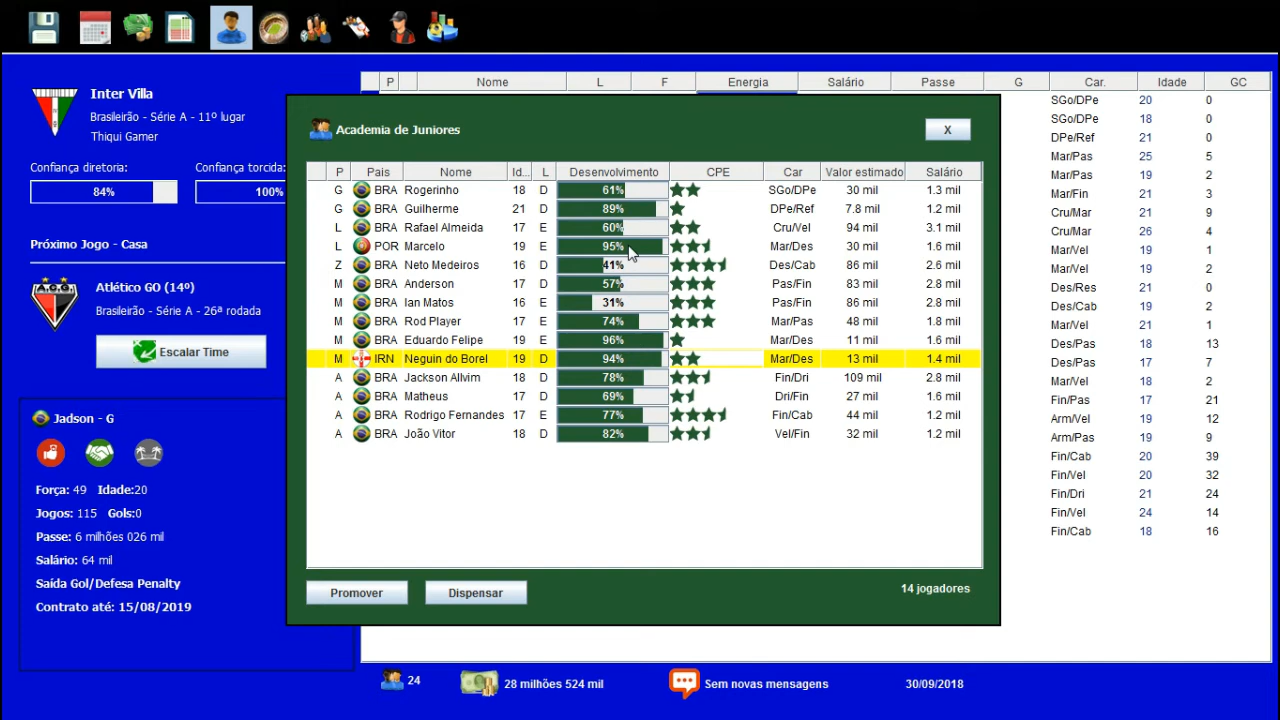 P Nome L F Energia Salário Passe G Car. Idade GC
Inter Villa
Brasileirão - Série A - 11º lugar
Thiqui Gamer
Confiança diretoria: Confiança torcida:
84% 100%
Próximo Jogo - Casa
Atlético GO (14º)
Brasileirão - Série A - 26ª rodada
Escalar Time
Jadson - G
Força: 49 Idade:20
Jogos: 115 Gols:0
Passe: 6 milhões 026 mil
Salário: 64 mil
Saída Gol/Defesa Penalty
Contrato até: 15/08/2019
Academia de Juniores
X
P Pais Nome Id... L Desenvolvimento CPE Car Valor estimado Salário
G BRA Rogerinho 18 D 61% SGo/DPe 30 mil 1.3 mil
G BRA Guilherme 21 D 89% DPe/Ref 7.8 mil 1.2 mil
L BRA Rafael Almeida 17 E 60% Cru/Vel 94 mil 3.1 mil
L POR Marcelo 19 E 95% Mar/Des 30 mil 1.6 mil
Z BRA Neto Medeiros 16 D 41% Des/Cab 86 mil 2.6 mil
M BRA Anderson 17 D 57% Pas/Fin 83 mil 2.8 mil
M BRA Ian Matos 16 E 31% Pas/Fin 86 mil 2.8 mil
M BRA Rod Player 17 E 74% Mar/Pas 48 mil 1.8 mil
M BRA Eduardo Felipe 19 E 96% Mar/Des 11 mil 1.6 mil
M IRN Neguin do Borel 19 D 94% Mar/Des 13 mil 1.4 mil
A BRA Jackson Allvim 18 D 78% Fin/Dri 109 mil 2.8 mil
A BRA Matheus 17 D 69% Dri/Fin 27 mil 1.6 mil
A BRA Rodrigo Fernandes 17 E 77% Fin/Cab 44 mil 1.2 mil
A BRA João Vitor 18 D 82% Vel/Fin 32 mil 1.2 mil
Promover Dispensar 14 jogadores
SGo/DPe 20 0
SGo/DPe 18 0
DPe/Ref 21 0
Mar/Pas 25 5
Mar/Pas 19 2
Mar/Fin 21 3
Cru/Mar 21 9
Cru/Mar 26 4
Mar/Vel 19 1
Mar/Vel 19 2
Des/Res 21 0
Des/Cab 19 2
Mar/Vel 21 1
Des/Pas 18 13
Des/Pas 17 7
Mar/Vel 18 2
Fin/Pas 17 21
Arm/Vel 19 12
Arm/Pas 19 9
Fin/Cab 20 39
Fin/Vel 20 32
Fin/Dri 21 24
Fin/Vel 24 14
Fin/Cab 18 16
24 28 milhões 524 mil Sem novas mensagens 30/09/2018